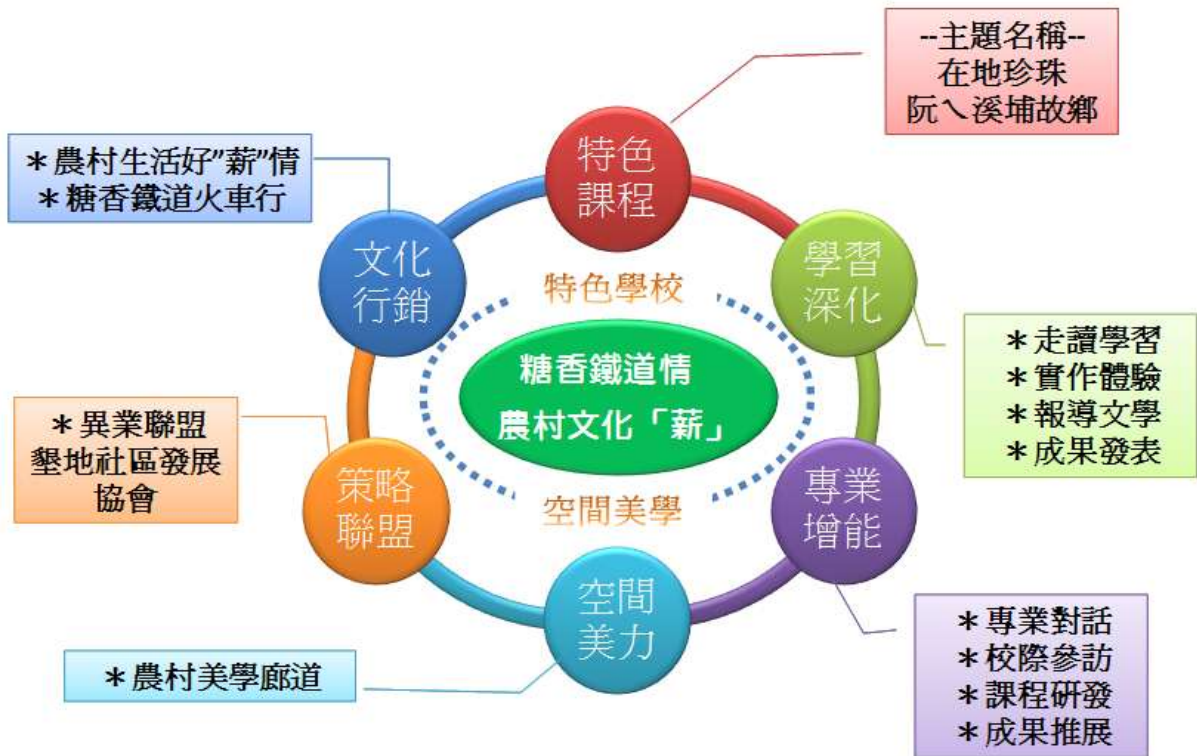 --主題名稱--
在地珍珠
阮ㄟ溪埔故鄉
特色
課程
＊農村生活好”薪”情
＊糖香鐵道火車行
文化
行銷
學習
深化
特色學校
糖香鐵道情
農村文化「薪」
空間美學
＊走讀學習
＊實作體驗
＊報導文學
＊成果發表
＊異業聯盟
墾地社區發展
協會
策略
聯盟
專業
增能
空間
美力
＊農村美學廊道
＊專業對話
＊校際參訪
＊課程研發
＊成果推展